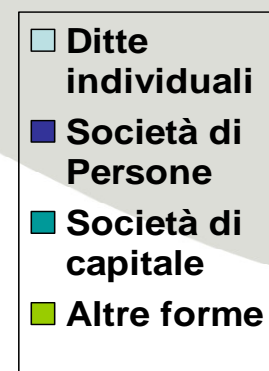 Ditte
individuali
Società di
Persone
Società di
capitale
Altre forme